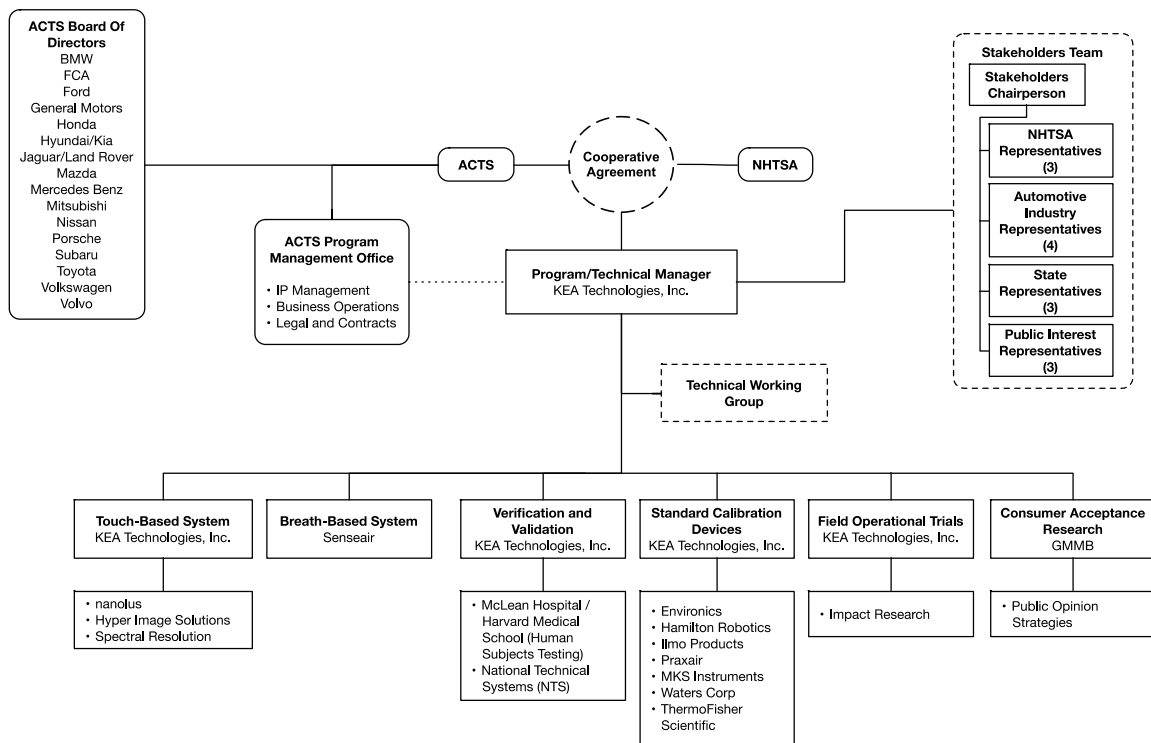 ACTS Board Of
Directors
BMW
FCA
Ford
General Motors
Honda
Hyundai/Kia
Jaguar/Land Rover
Mazda
Mercedes Benz
Mitsubishi
Nissan
Porsche
Subaru
Toyota
Volkswagen
Volvo
ACTS
Cooperative
Agreement
NHTSA
Stakeholders Team
Stakeholders
Chairperson
NHTSA
Representatives
(3)
Automotive
Industry
Representatives
(4)
State
Representatives
(3)
Public Interest
Representatives
(3)
ACTS Program
Management Office
• IP Management
• Business Operations
• Legal and Contracts
Program/Technical Manager
KEA Technologies, Inc.
Technical Working
Group
Touch-Based System
KEA Technologies, Inc.
• nanolus
• Hyper Image Solutions
• Spectral Resolution
Breath-Based System
Senseair
Verification and
Validation
KEA Technologies, Inc.
• McLean Hospital /
Harvard Medical
School (Human
Subjects Testing)
• National Technical
Systems (NTS)
Standard Calibration
Devices
KEA Technologies, Inc.
• Environics
• Hamilton Robotics
• Ilmo Products
• Praxair
• MKS Instruments
• Waters Corp
• ThermoFisher
Scientific
Field Operational Trials
KEA Technologies, Inc.
• Impact Research
Consumer Acceptance
Research
GMMB
• Public Opinion
Strategies